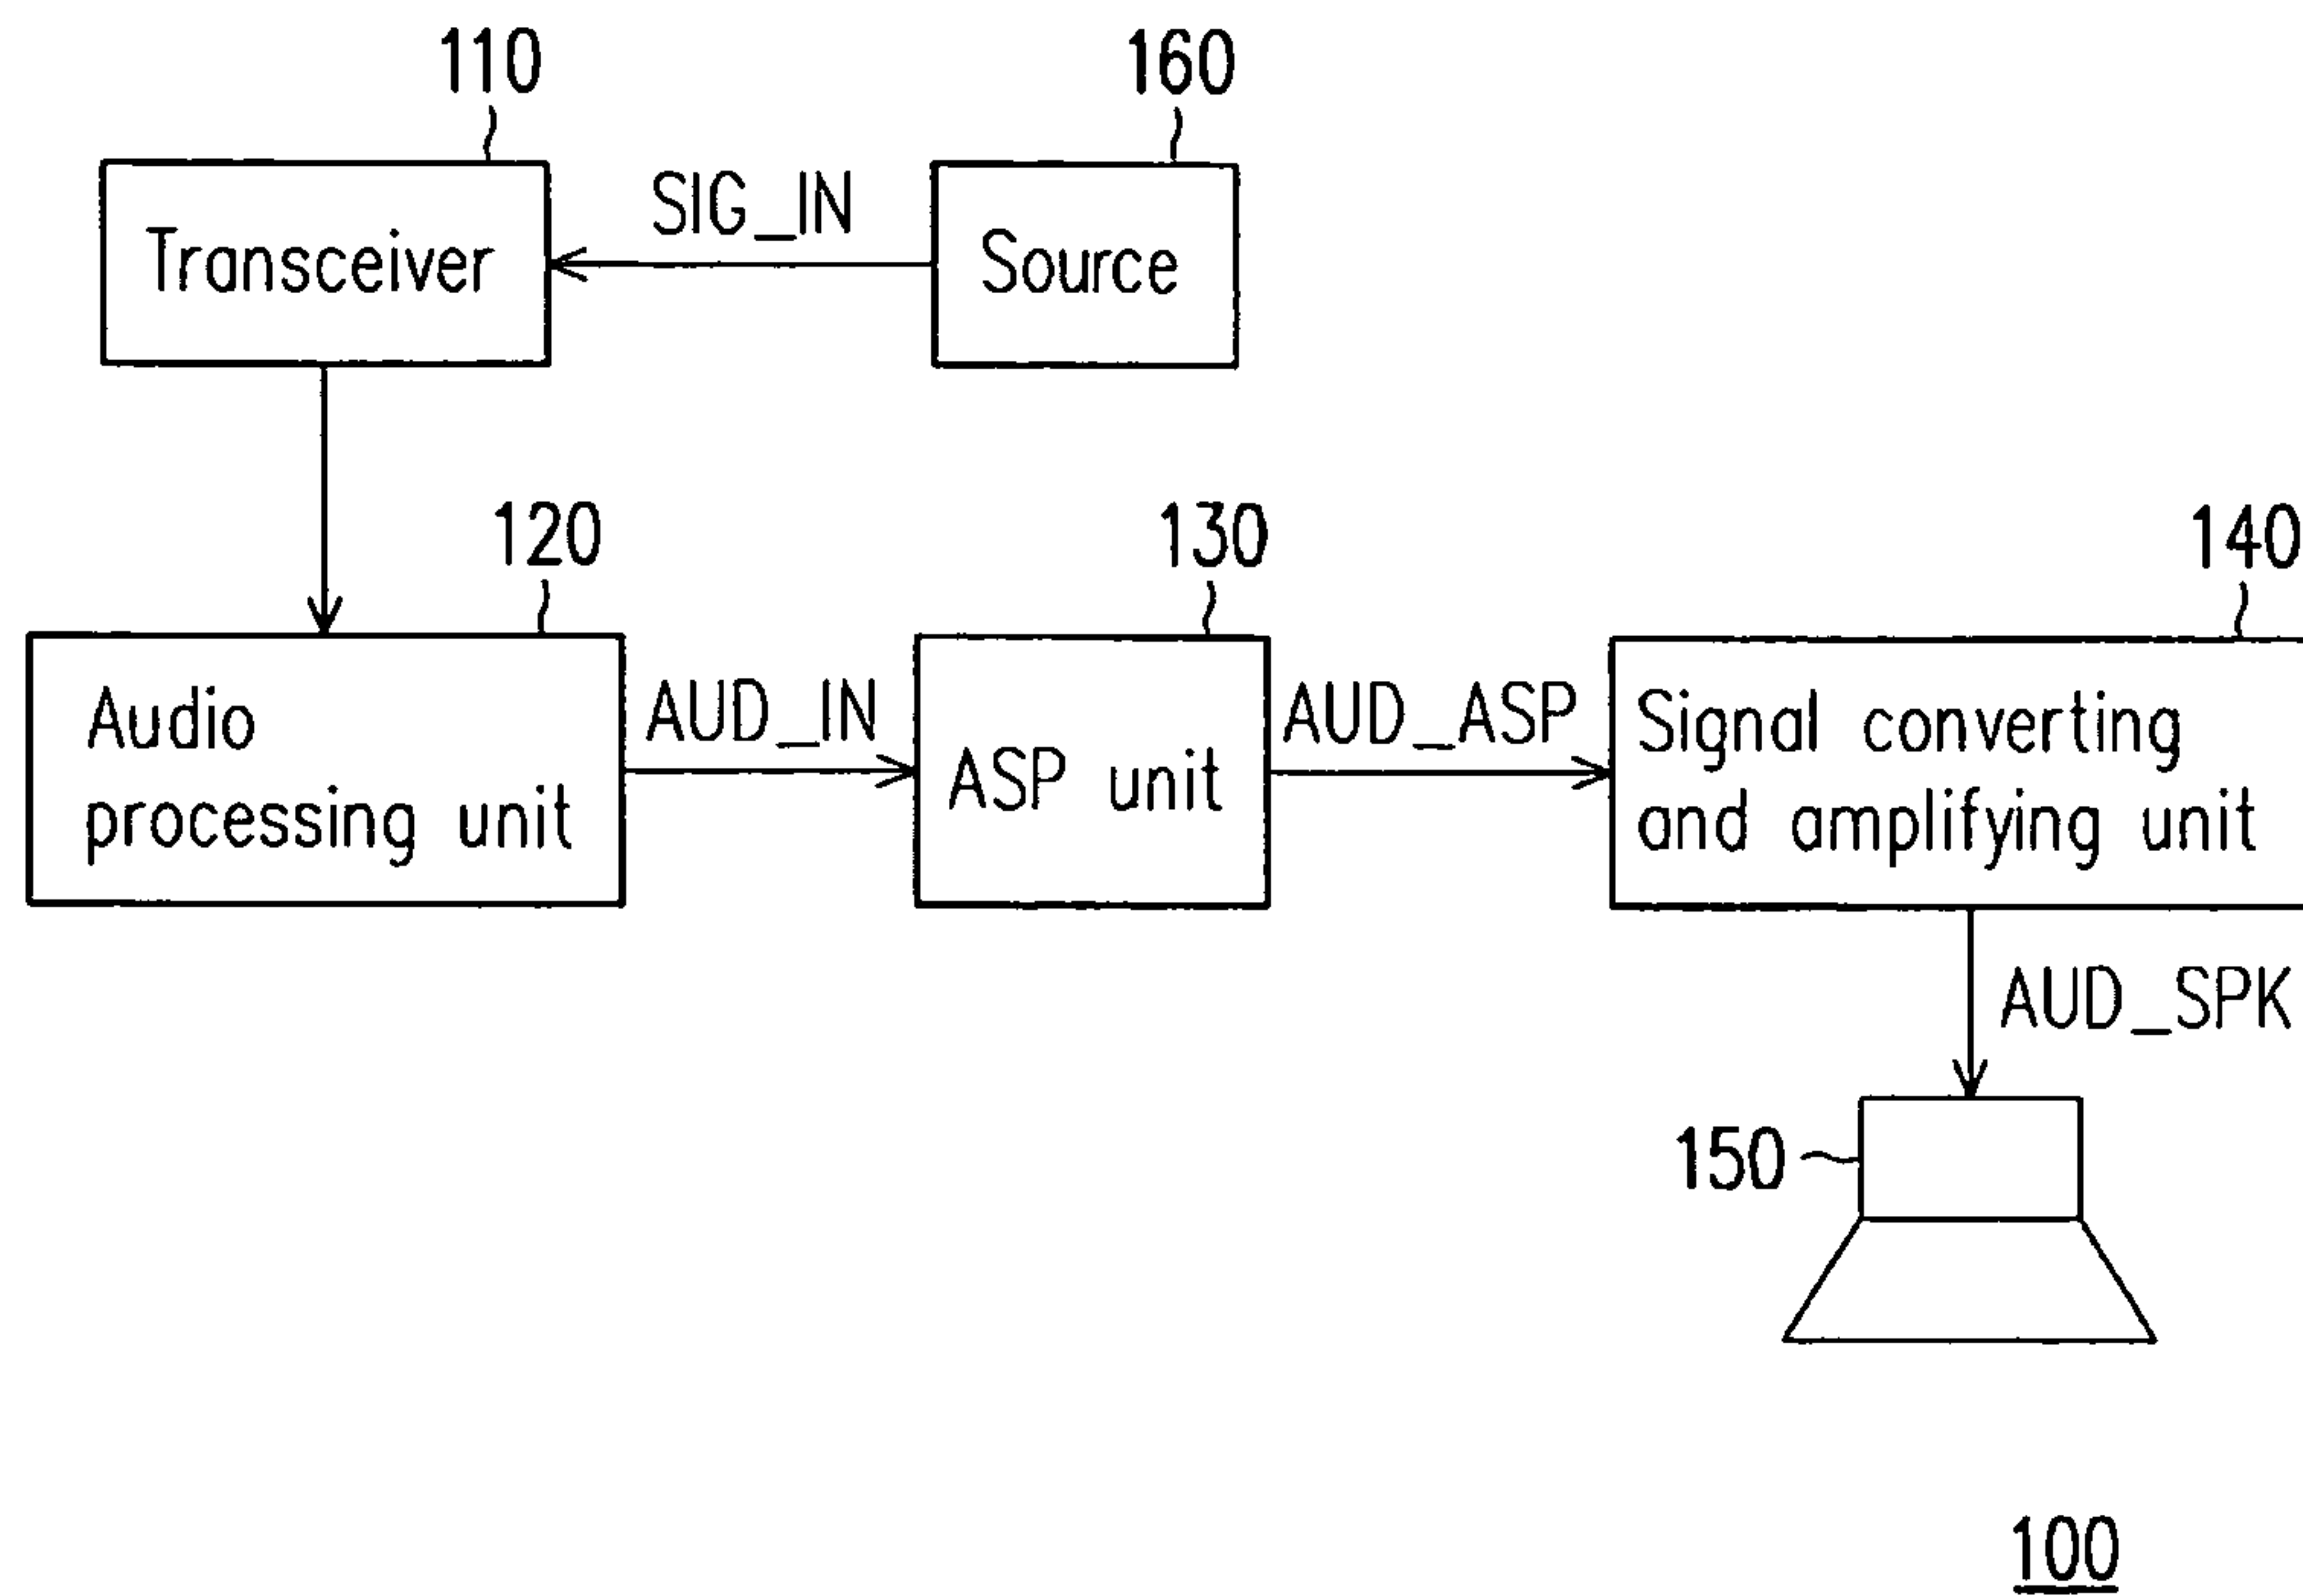 110
160
Transceiver
SIG_IN
Source
120
130
140
Audio
processing unit
AUD_IN
ASP unit
AUD_ASP
Signal converting
and amplifying unit
AUD_SPK
150
100